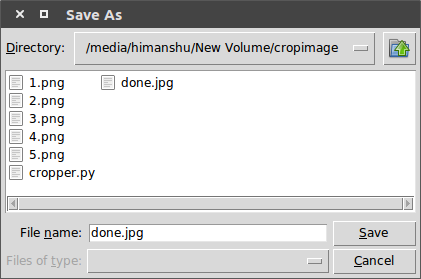 Save As
Directory: /media/himanshu/New Volume/cropimage
1.png done.jpg
2.png
3.png
4.png
5.png
cropper.py
File name: done.jpg Save
Files of type: Cancel